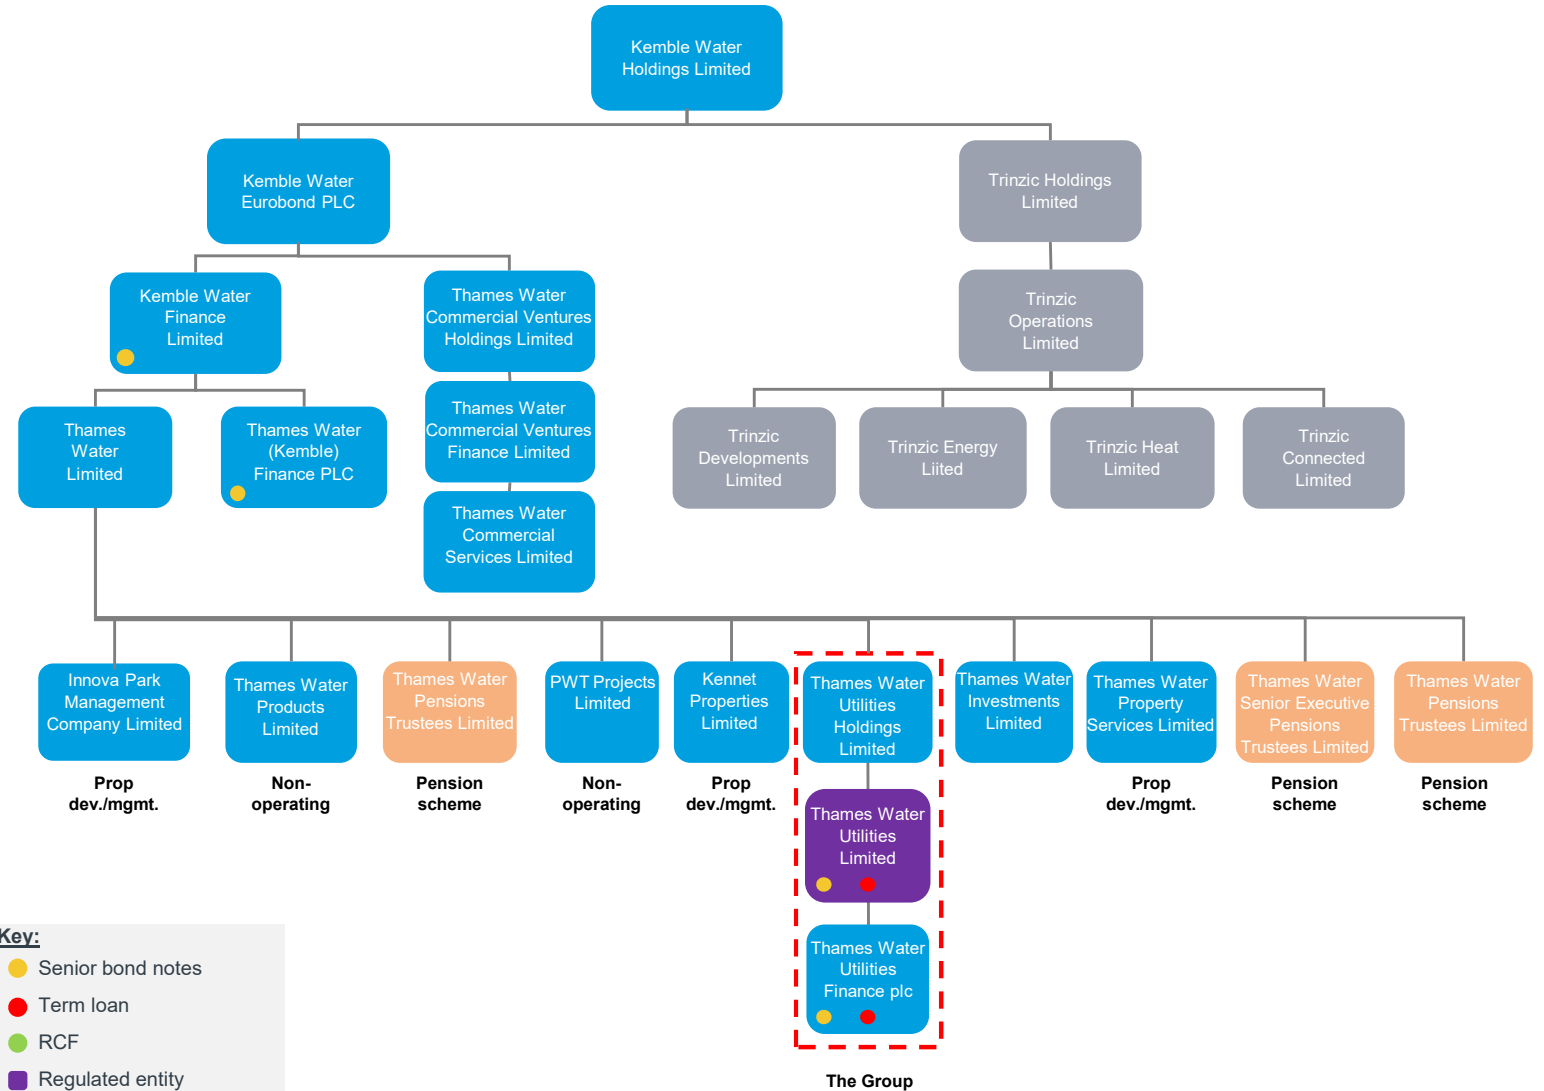 Kemble Water
Holdings Limited
Kemble Water
Eurobond PLC
Trinzic Holdings
Limited
Kemble Water
Finance
Limited
Thames Water
Commercial Ventures
Holdings Limited
Trinzic
Operations
Limited
Thames
Water
Limited
Thames Water
(Kemble)
Finance PLC
Thames Water
Commercial Ventures
Finance Limited
Trinzic
Developments
Limited
Trinzic Energy
Liited
Trinzic Heat
Limited
Trinzic
Connected
Limited
Thames Water
Commercial
Services Limited
Innova Park
Management
Company Limited
Thames Water
Products
Limited
Thames Water
Pensions
Trustees Limited
PWT Projects
Limited
Kennet
Properties
Limited
Thames Water
Utilities
Holdings
Limited
Thames Water
Investments
Limited
Thames Water
Property
Services Limited
Thames Water
Senior Executive
Pensions
Trustees Limited
Thames Water
Pensions
Trustees Limited
Prop
dev./mgmt.
Non-
operating
Pension
scheme
Non-
operating
Prop
dev./mgmt.
Prop
dev./mgmt.
Pension
scheme
Pension
scheme
Thames Water
Utilities
Limited
Thames Water
Utilities
Finance plc
The Group
Key:
Senior bond notes
Term loan
RCF
Regulated entity